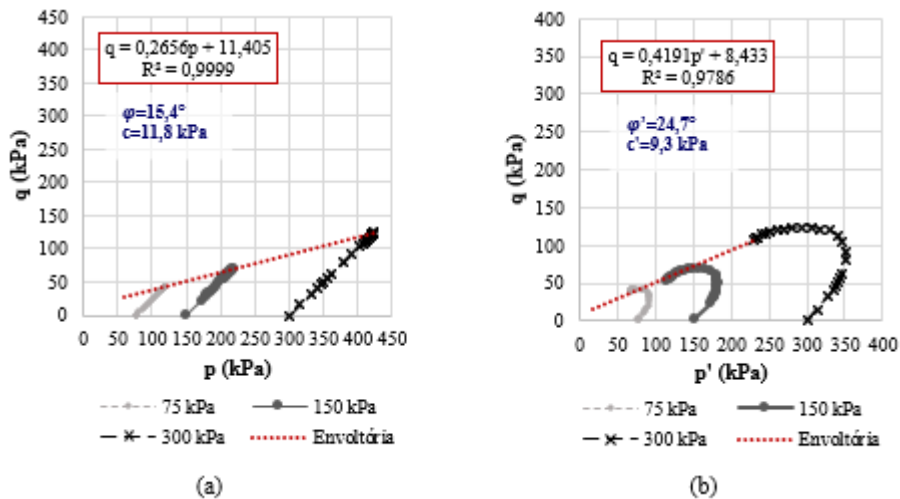 450
400
350
300
250
200
150
100
50
0
q (kPa)
q = 0,2656p + 11,405
R² = 0,9999
φ=15,4°
c=11,8 kPa
0 50 100 150 200 250 300 350 400 450
p (kPa)
75 kPa
150 kPa
300 kPa
Envoltória
(a)
400
350
300
250
200
150
100
50
0
q (kPa)
q = 0,4191p' + 8,433
R² = 0,9786
φ'=24,7°
c'=9,3 kPa
0 50 100 150 200 250 300 350 400
p' (kPa)
75 kPa
150 kPa
300 kPa
Envoltória
(b)